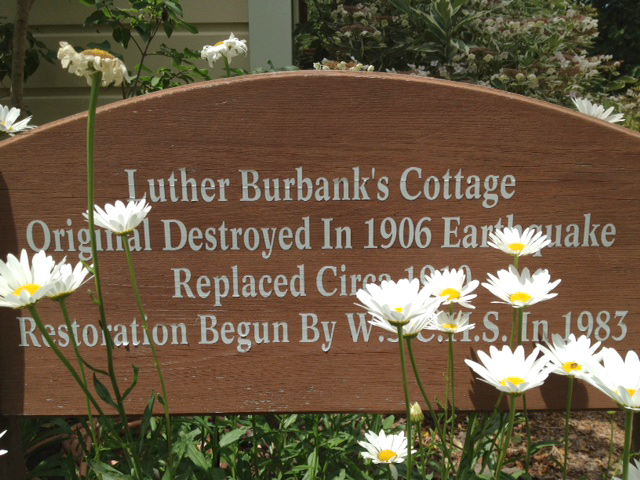 Luther Burbank's Cottage
Original Destroyed In 1906 Earthquake
Replaced Circa
Restoration Begun By W.S.C.H.S. In 1983